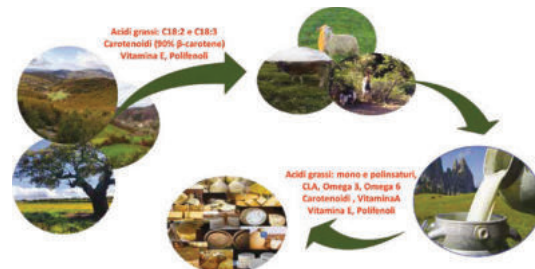 Acidi grassi: C18:2 e C18:3
Carotenoidi (90% β-carotene)
Vitamina E, Polifenoli
Acidi grassi: mono e polinsaturi,
CLA, Omega 3, Omega 6
Carotenoidi , VitaminaA
Vitamina E, Polifenoli